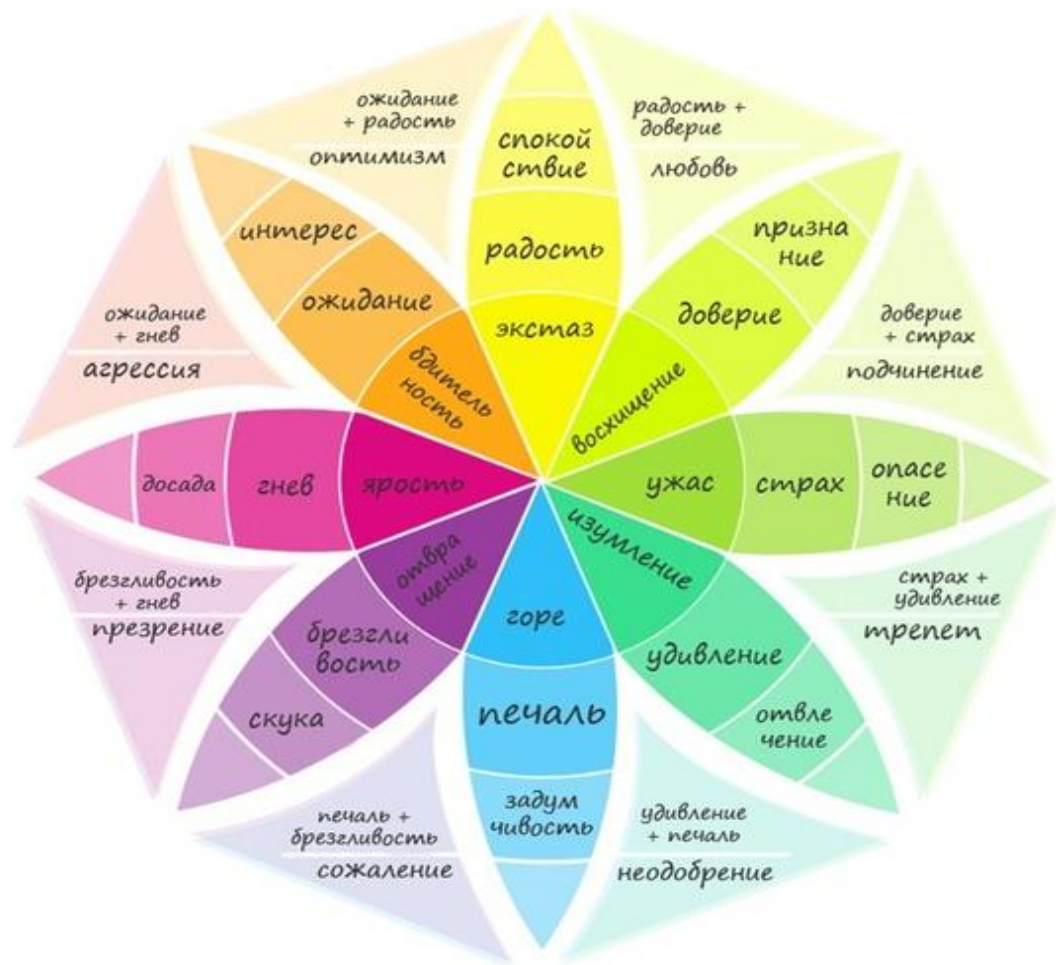 ожидание
+ радость
оптимизм
спокой
ствие
радость
экстаз
радость +
доверие
любовь
призна
ние
доверие
восхищение
доверие
+ страх
подчинение
ужас
страх
опасе
ние
страх +
удивление
трепет
изумление
удивление
отвле
чение
удивление
+ печаль
неодобрение
горе
печаль
задум
чивость
печаль +
брезгливость
сожаление
отвра
щение
брезгли
вость
скука
брезгливость
+ гнев
презрение
ярость
гнев
досада
ожидание
+ гнев
агрессия
интерес
ожидание
бдитель
ность